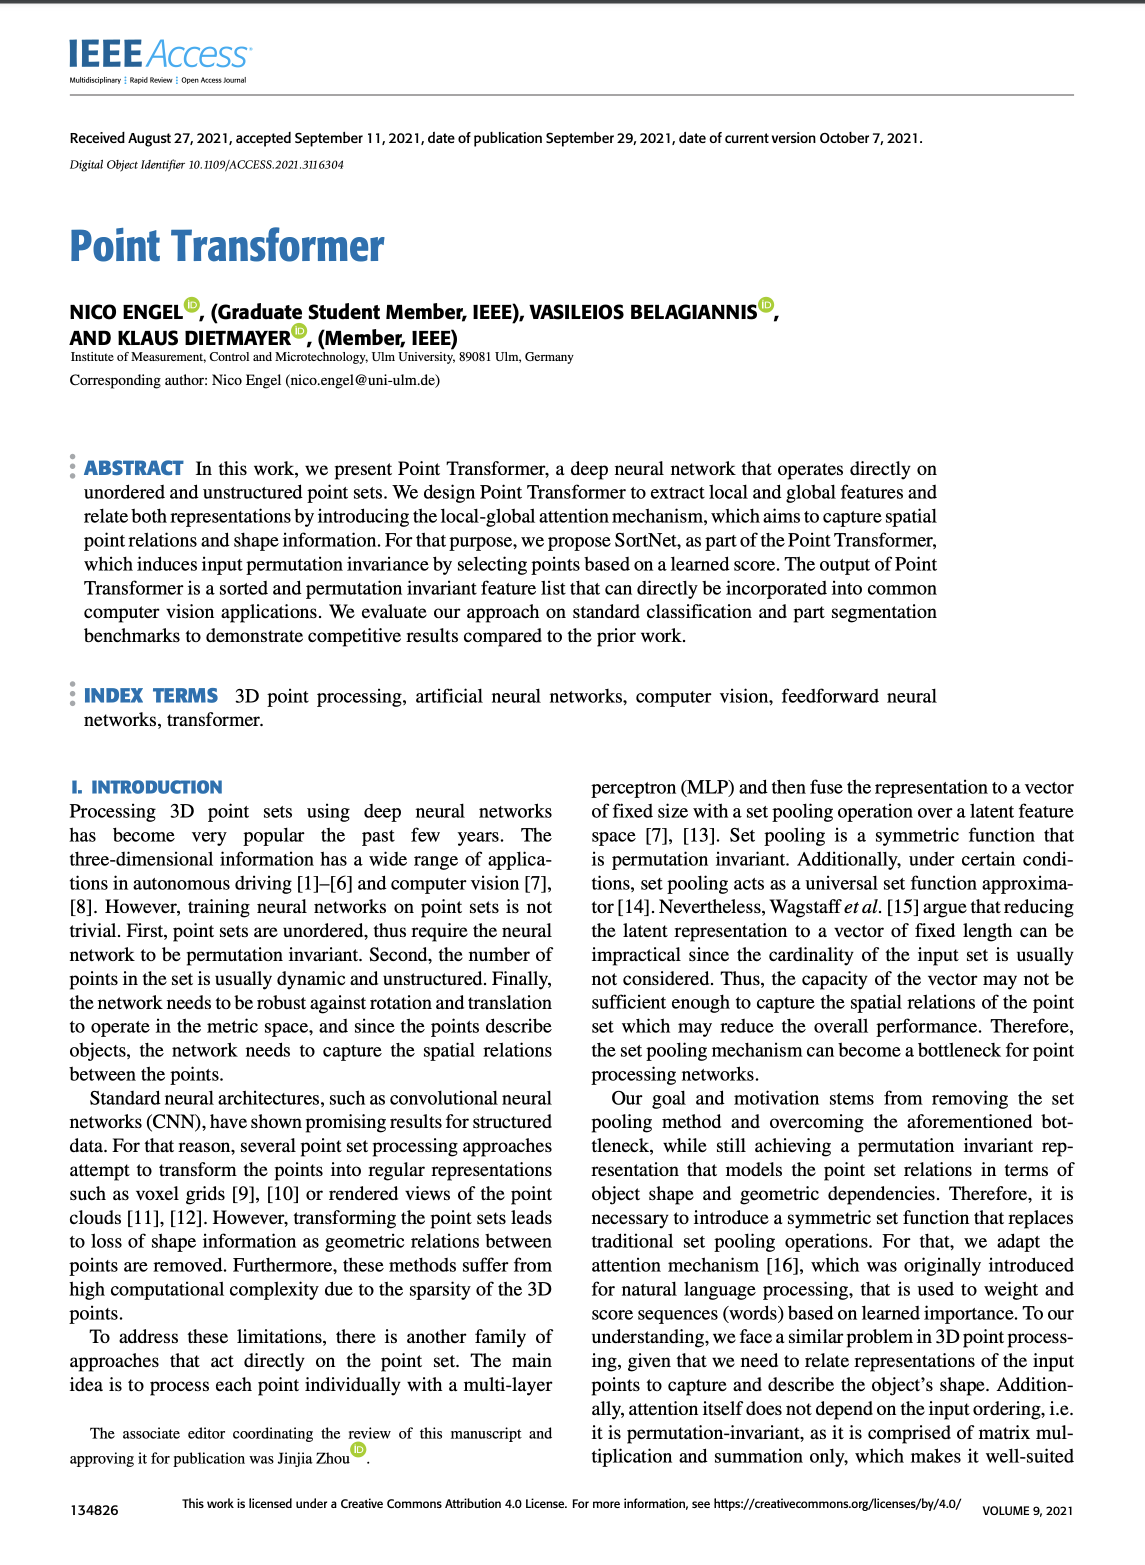 IEEE Access
Multidisciplinary | Rapid Review | Open Access Journal
Received August 27, 2021, accepted September 11, 2021, date of publication September 29, 2021, date of current version October 7, 2021.
Digital Object Identifier 10.1109/ACCESS.2021.3116304
Point Transformer
NICO ENGEL, (Graduate Student Member, IEEE), VASILEIOS BELAGIANNIS,
AND KLAUS DIETMAYER, (Member, IEEE)
Institute of Measurement, Control and Microtechnology, Ulm University, 89081 Ulm, Germany
Corresponding author: Nico Engel (nico.engel@uni-ulm.de)
ABSTRACT In this work, we present Point Transformer, a deep neural network that operates directly on
unordered and unstructured point sets. We design Point Transformer to extract local and global features and
relate both representations by introducing the local-global attention mechanism, which aims to capture spatial
point relations and shape information. For that purpose, we propose SortNet, as part of the Point Transformer,
which induces input permutation invariance by selecting points based on a learned score. The output of Point
Transformer is a sorted and permutation invariant feature list that can directly be incorporated into common
computer vision applications. We evaluate our approach on standard classification and part segmentation
benchmarks to demonstrate competitive results compared to the prior work.
INDEX TERMS 3D point processing, artificial neural networks, computer vision, feedforward neural
networks, transformer.
I. INTRODUCTION
Processing 3D point sets using deep neural networks
has become very popular the past few years. The
three-dimensional information has a wide range of applica-
tions in autonomous driving [1]–[6] and computer vision [7],
[8]. However, training neural networks on point sets is not
trivial. First, point sets are unordered, thus require the neural
network to be permutation invariant. Second, the number of
points in the set is usually dynamic and unstructured. Finally,
the network needs to be robust against rotation and translation
to operate in the metric space, and since the points describe
objects, the network needs to capture the spatial relations
between the points.
Standard neural architectures, such as convolutional neural
networks (CNN), have shown promising results for structured
data. For that reason, several point set processing approaches
attempt to transform the points into regular representations
such as voxel grids [9], [10] or rendered views of the point
clouds [11], [12]. However, transforming the point sets leads
to loss of shape information as geometric relations between
points are removed. Furthermore, these methods suffer from
high computational complexity due to the sparsity of the 3D
points.
To address these limitations, there is another family of
approaches that act directly on the point set. The main
idea is to process each point individually with a multi-layer
The associate editor coordinating the review of this manuscript and
approving it for publication was Jinjia Zhou.
perceptron (MLP) and then fuse the representation to a vector
of fixed size with a set pooling operation over a latent feature
space [7], [13]. Set pooling is a symmetric function that
is permutation invariant. Additionally, under certain condi-
tions, set pooling acts as a universal set function approxima-
tor [14]. Nevertheless, Wagstaff et al. [15] argue that reducing
the latent representation to a vector of fixed length can be
impractical since the cardinality of the input set is usually
not considered. Thus, the capacity of the vector may not be
sufficient enough to capture the spatial relations of the point
set which may reduce the overall performance. Therefore,
the set pooling mechanism can become a bottleneck for point
processing networks.
Our goal and motivation stems from removing the set
pooling method and overcoming the aforementioned bot-
tleneck, while still achieving a permutation invariant rep-
resentation that models the point set relations in terms of
object shape and geometric dependencies. Therefore, it is
necessary to introduce a symmetric set function that replaces
traditional set pooling operations. For that, we adapt the
attention mechanism [16], which was originally introduced
for natural language processing, that is used to weight and
score sequences (words) based on learned importance. To our
understanding, we face a similar problem in 3D point process-
ing, given that we need to relate representations of the input
points to capture and describe the object's shape. Addition-
ally, attention itself does not depend on the input ordering, i.e.
it is permutation-invariant, as it is comprised of matrix mul-
tiplication and summation only, which makes it well-suited
134826
This work is licensed under a Creative Commons Attribution 4.0 License. For more information, see https://creativecommons.org/licenses/by/4.0/
VOLUME 9, 2021